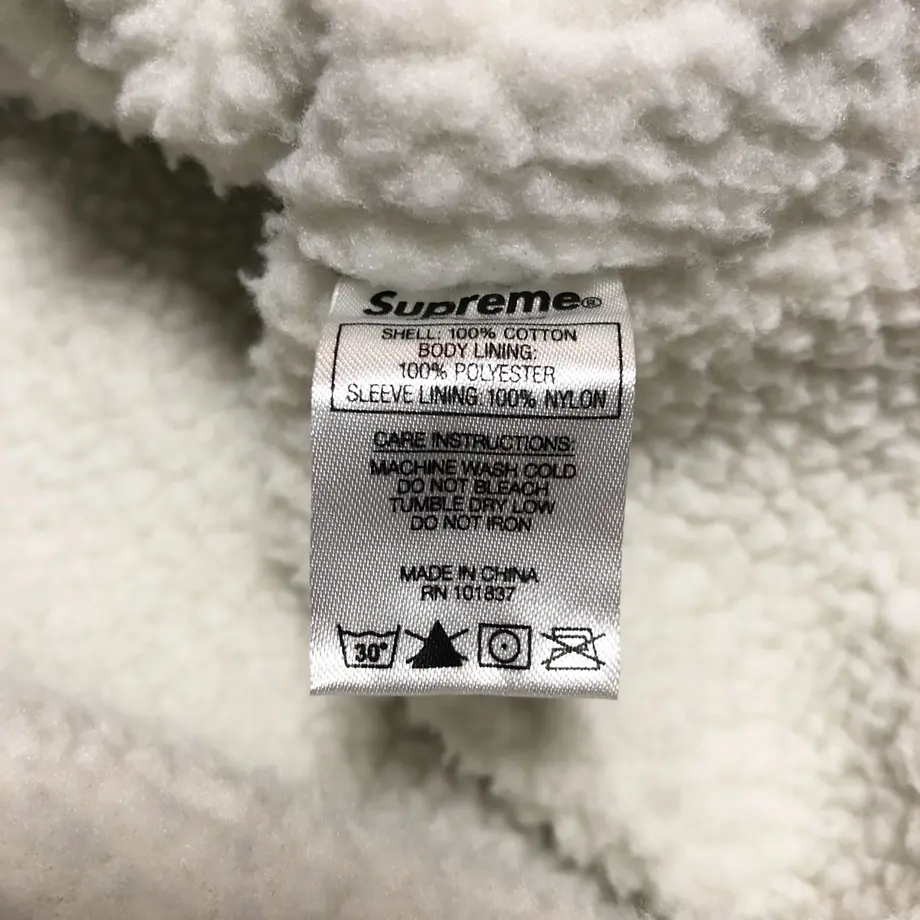 Supreme®
SHELL: 100% COTTON
BODY LINING:
100% POLYESTER
SLEEVE LINING: 100% NYLON
CARE INSTRUCTIONS:
MACHINE WASH COLD
DO NOT BLEACH
TUMBLE DRY LOW
DO NOT IRON
MADE IN CHINA
RN 101837
30°